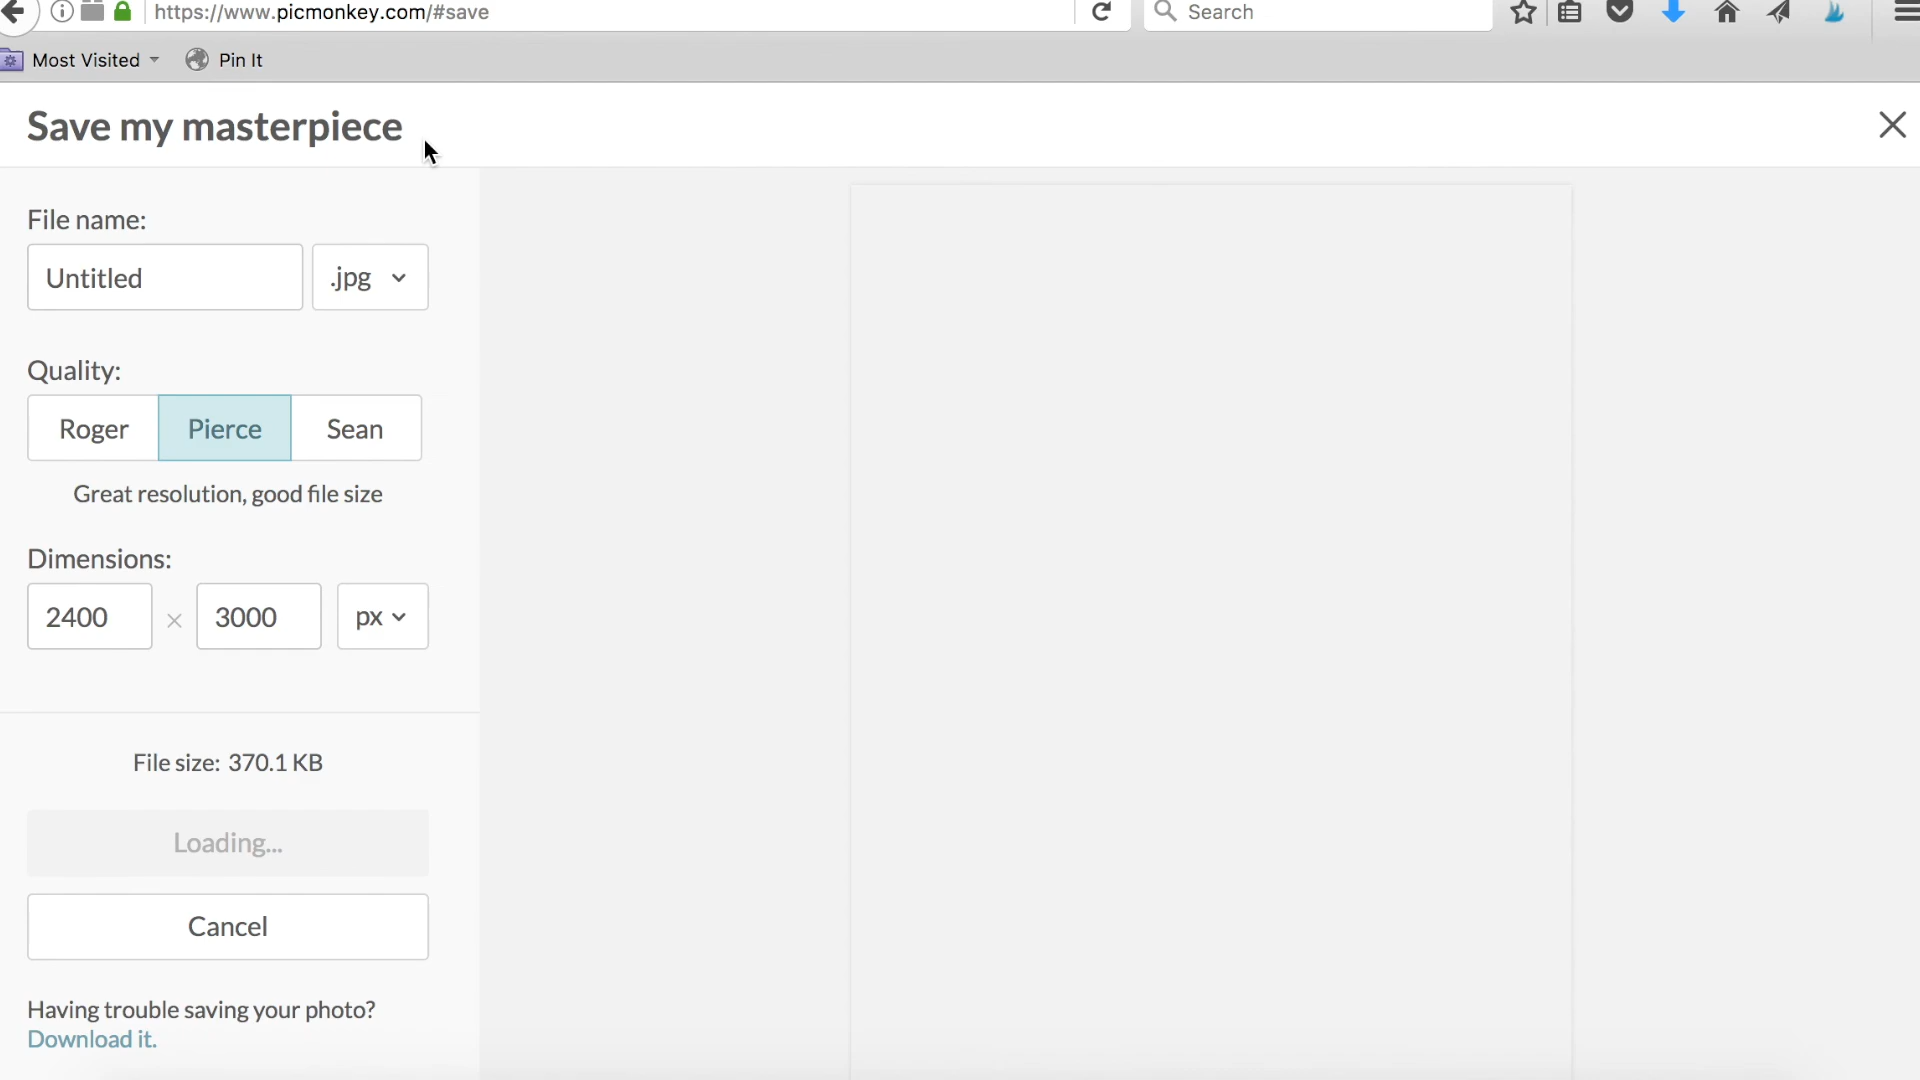 https://www.picmonkey.com/#save
Search
Most Visited
Pin It
Save my masterpiece
File name:
Untitled
.jpg
Quality:
Roger
Pierce
Sean
Great resolution, good file size
Dimensions:
2400
×
3000
px
File size: 370.1 KB
Loading...
Cancel
Having trouble saving your photo?
Download it.